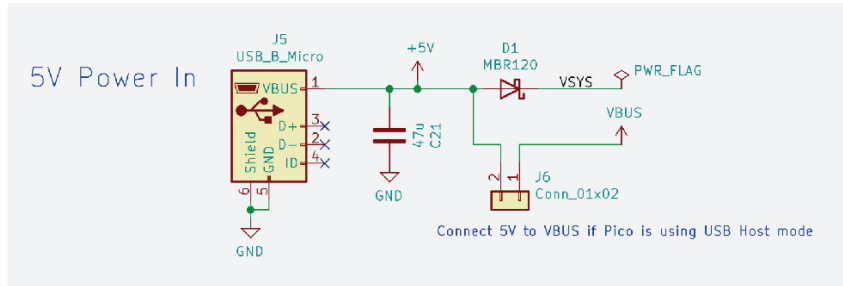 5V Power In
J5
USB_B_Micro
VBUS
1
D+
3
D-
2
ID
4
Shield
GND
6
5
GND
+5V
47u
C21
GND
D1
MBR120
VSYS
PWR_FLAG
VBUS
2
1
J6
Conn_01x02
Connect 5V to VBUS if Pico is using USB Host mode